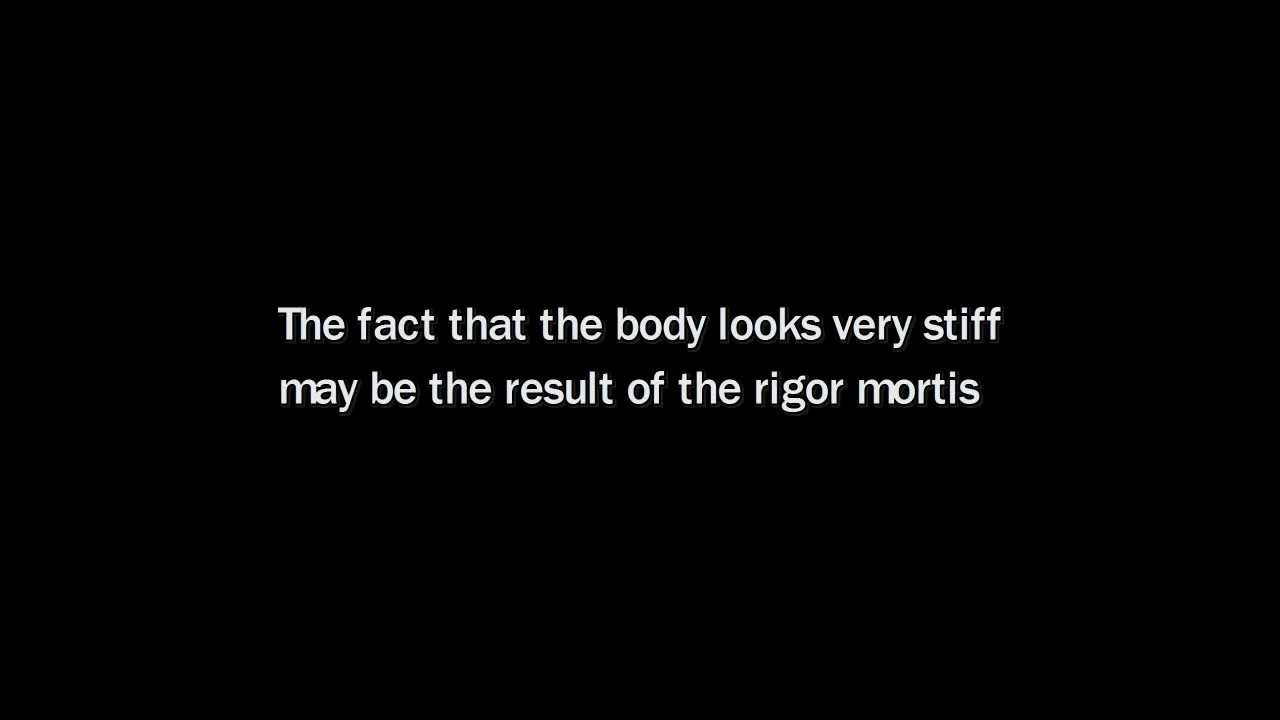 The fact that the body looks very stiff
may be the result of the rigor mortis